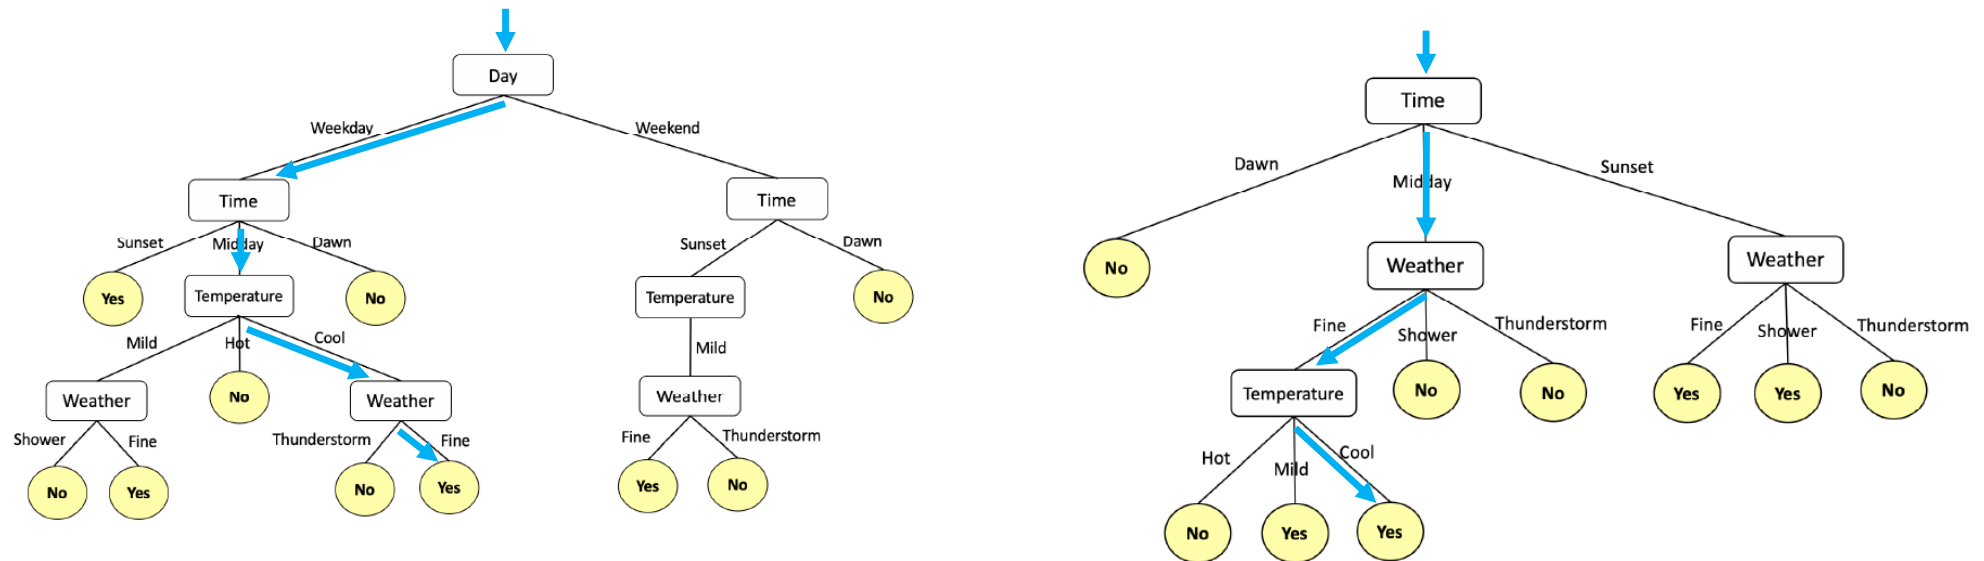 Day
Weekday
Weekend
Time
Time
Sunset
Midday
Dawn
Sunset
Dawn
Yes
Temperature
No
Temperature
No
Mild
Hot
Cool
Mild
Weather
No
Weather
Weather
Shower
Fine
Thunderstorm
Fine
Fine
Thunderstorm
No
Yes
No
Yes
Yes
No
Time
Dawn
Midday
Sunset
No
Weather
Weather
Fine
Shower
Thunderstorm
Fine
Shower
Thunderstorm
Temperature
No
No
Yes
Yes
No
Hot
Mild
Cool
No
Yes
Yes